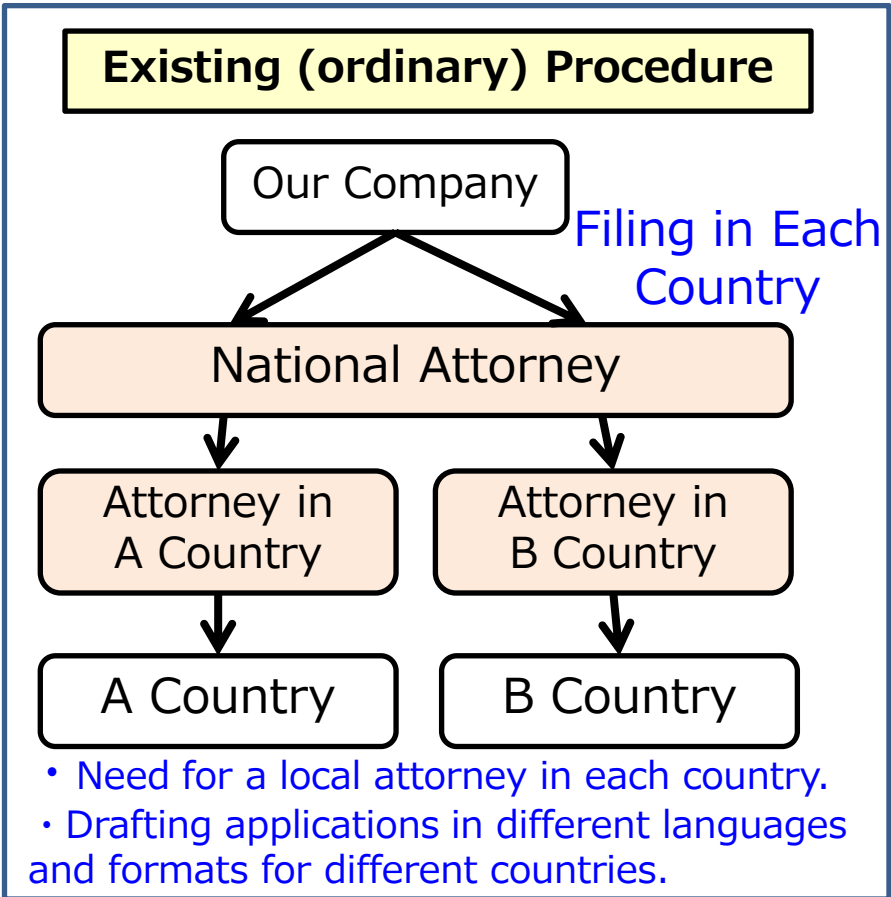 Existing (ordinary) Procedure
Our Company
Filing in Each
Country
National Attorney
Attorney in
A Country
Attorney in
B Country
A Country
B Country
・Need for a local attorney in each country.
・Drafting applications in different languages
and formats for different countries.